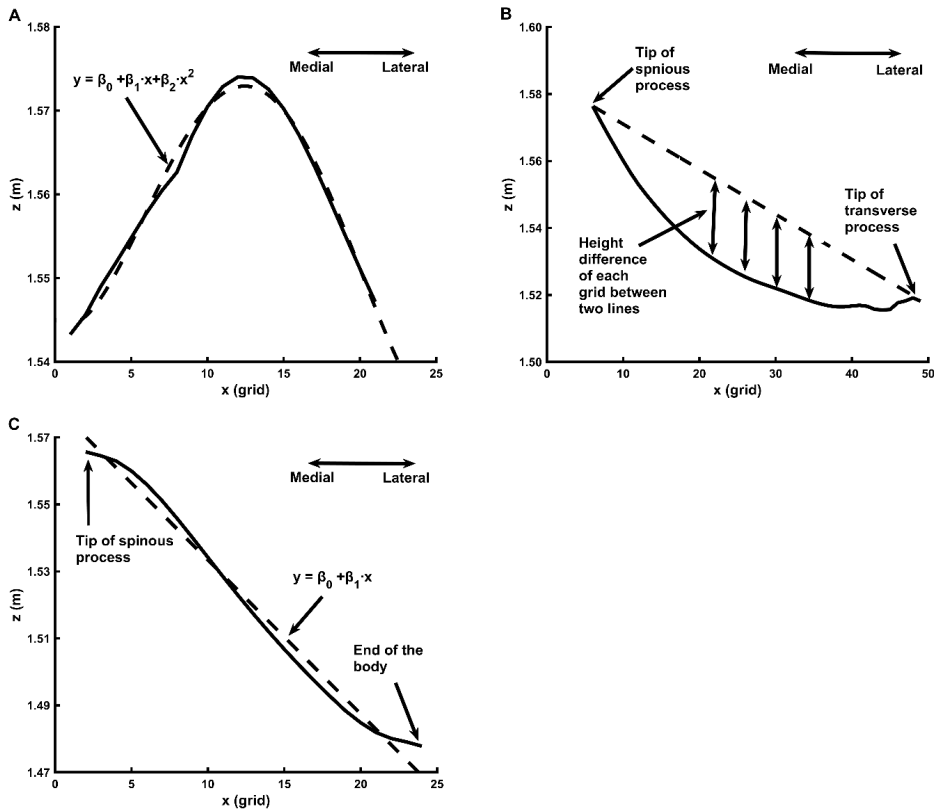 A
1.58
1.57
1.56
1.55
1.54
z (m)
0 5 10 15 20 25
x (grid)
y = β0 +β1·x+β2·x²
Medial Lateral
B
1.60
1.58
1.56
1.54
1.52
1.50
z (m)
0 10 20 30 40 50
x (grid)
Tip of
spnious
process
Medial Lateral
Height
difference
of each
grid between
two lines
Tip of
transverse
process
C
1.57
1.55
1.53
1.51
1.49
1.47
z (m)
0 5 10 15 20 25
x (grid)
Medial Lateral
Tip of spinous
process
y = β0 +β1·x
End of the
body